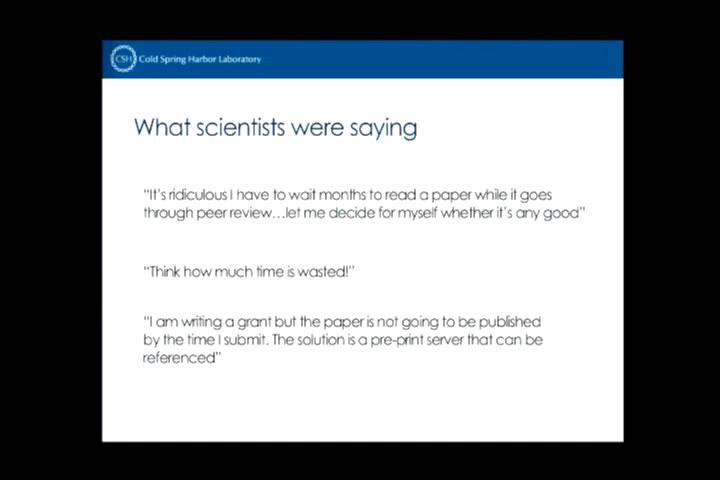 CSH Cold Spring Harbor Laboratory
What scientists were saying
"It's ridiculous I have to wait months to read a paper while it goes
through peer review...let me decide for myself whether it's any good"
"Think how much time is wasted!"
"I am writing a grant but the paper is not going to be published
by the time I submit. The solution is a pre-print server that can be
referenced"